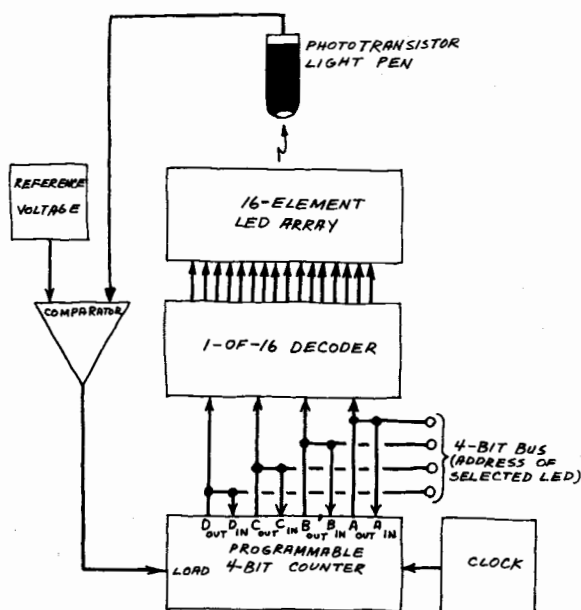 PHOTOTRANSISTOR
LIGHT PEN
REFERENCE
VOLTAGE
16-ELEMENT
LED ARRAY
COMPARATOR
1-OF-16 DECODER
4-BIT BUS
(ADDRESS OF
SELECTED LED)
D OUT D IN C OUT C IN B OUT B IN A OUT A IN
PROGRAMMABLE
4-BIT COUNTER
LOAD
CLOCK